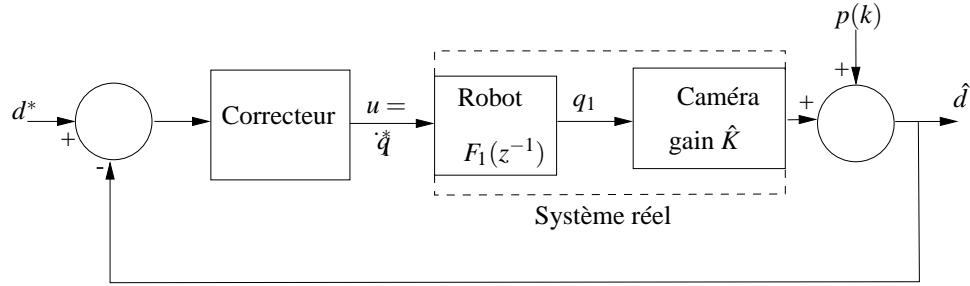 p(k)
d*
+
-
Correcteur
u =
q̇*
Robot
F₁(z⁻¹)
q₁
Caméra
gain K̂
+
+
d̂
Système réel